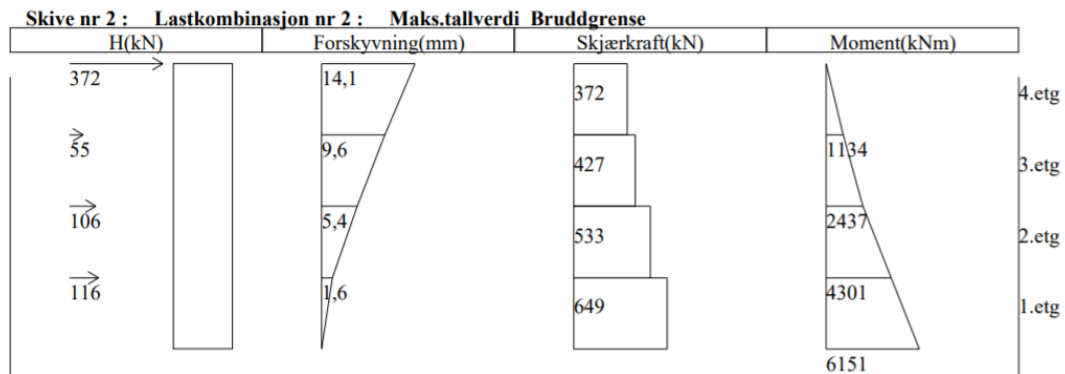 Skive nr 2 : Lastkombinasjon nr 2 : Maks.tallverdi Bruddgrense
H(kN) Forskyvning(mm) Skjærkraft(kN) Moment(kNm)
372 14,1 372 4.etg
55 9,6 427 1134 3.etg
106 5,4 533 2437 2.etg
116 1,6 649 4301 1.etg
6151